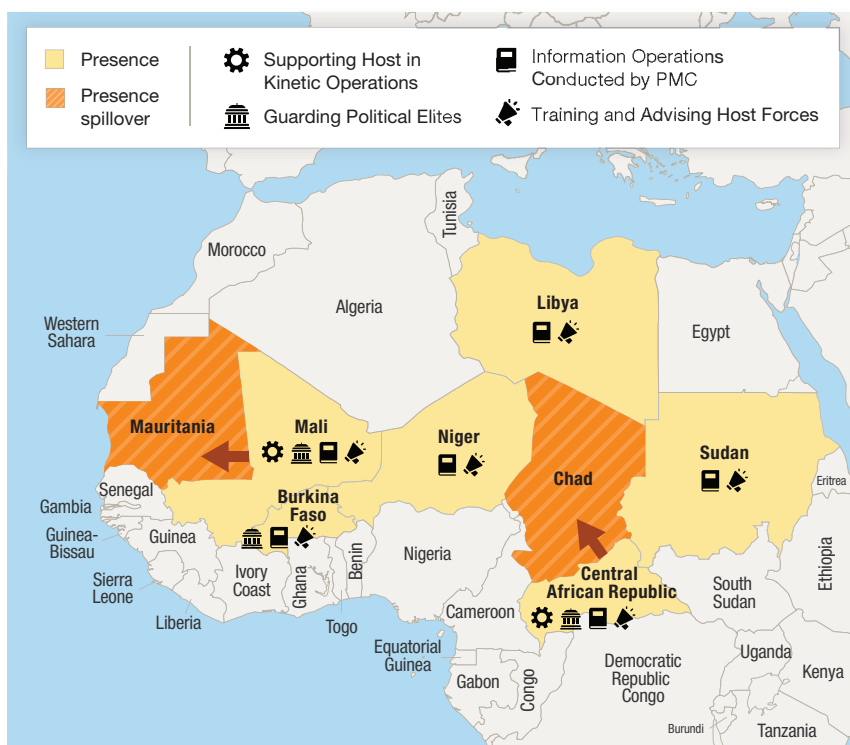 Presence
Presence
spillover
Supporting Host in
Kinetic Operations
Guarding Political Elites
Information Operations
Conducted by PMC
Training and Advising Host Forces
Tunisia
Morocco
Algeria
Libya
Egypt
Western
Sahara
Mauritania
Mali
Niger
Chad
Sudan
Eritrea
Senegal
Gambia
Guinea-
Bissau
Guinea
Sierra
Leone
Liberia
Burkina
Faso
Ivory
Coast
Ghana
Togo
Benin
Nigeria
Cameroon
Equatorial
Guinea
Gabon
Congo
Central
African Republic
South
Sudan
Ethiopia
Democratic
Republic
Congo
Uganda
Kenya
Burundi
Tanzania